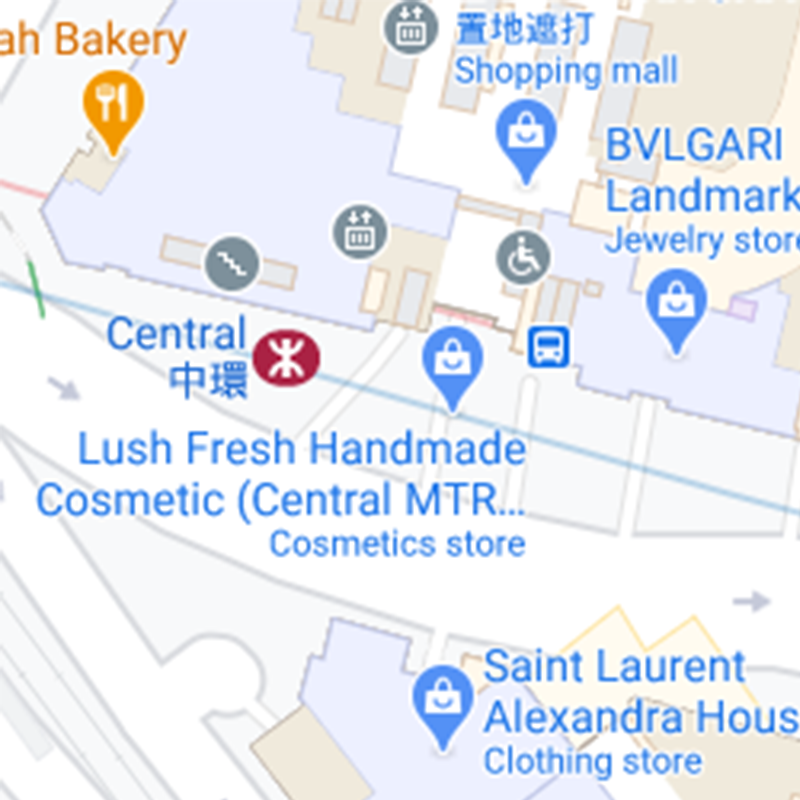 ah Bakery
置地遮打
Shopping mall
BVLGARI
Landmark
Jewelry store
Central
中環
Lush Fresh Handmade
Cosmetic (Central MTR...
Cosmetics store
Saint Laurent
Alexandra Hous
Clothing store